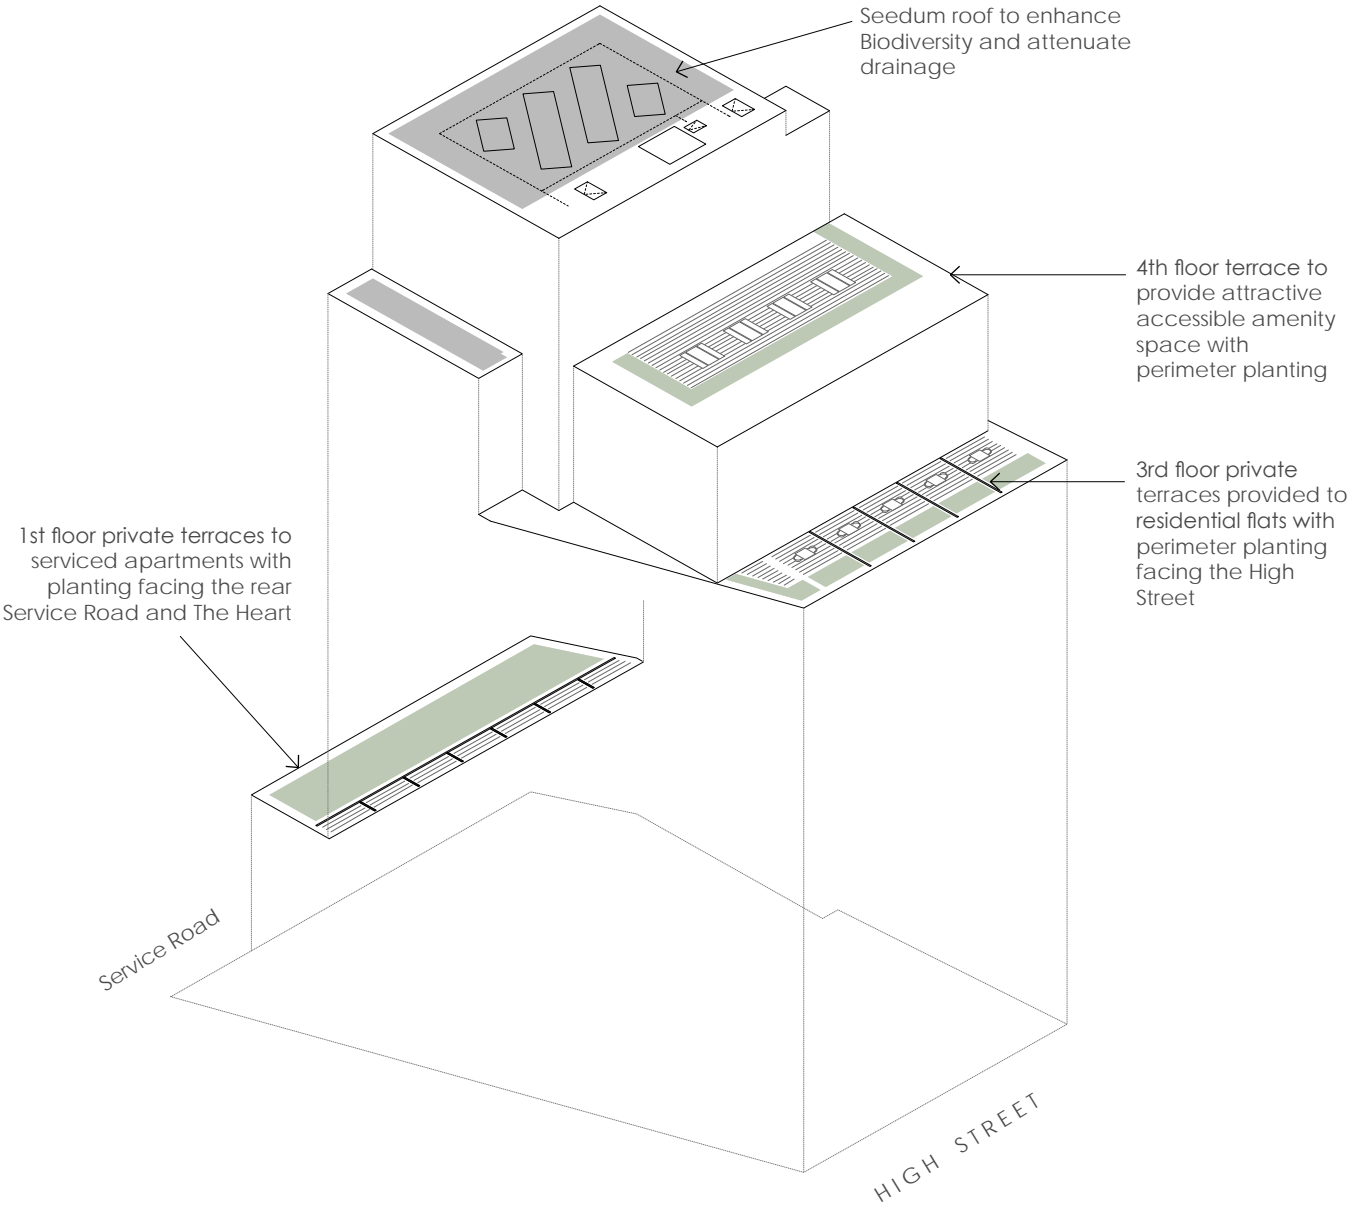 Seedum roof to enhance
Biodiversity and attenuate
drainage
4th floor terrace to
provide attractive
accessible amenity
space with
perimeter planting
3rd floor private
terraces provided to
residential flats with
perimeter planting
facing the High
Street
1st floor private terraces to
serviced apartments with
planting facing the rear
Service Road and The Heart
Service Road
HIGH STREET